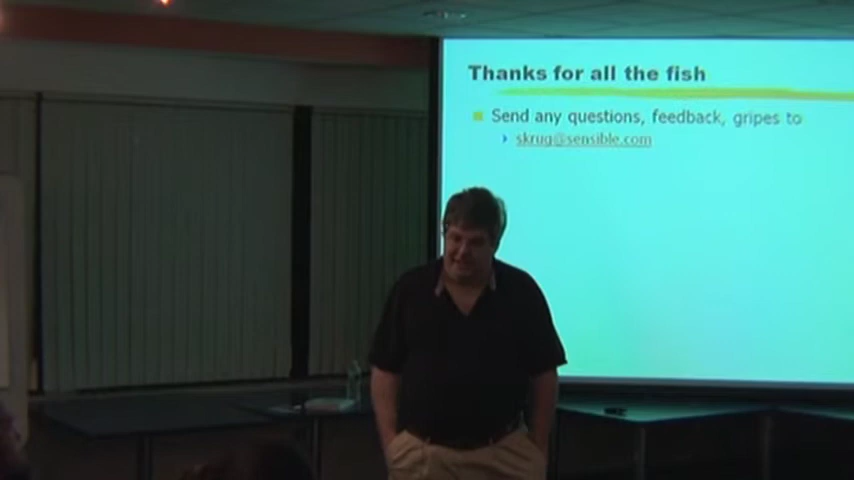 Thanks for all the fish
Send any questions, feedback, gripes to
skrug@sensible.com